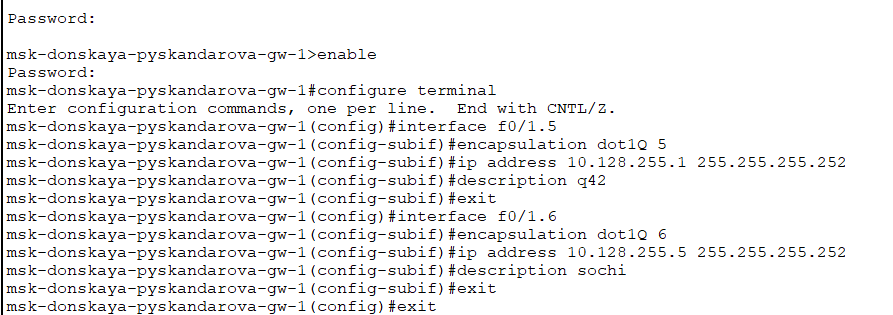 Password:
msk-donskaya-pyskandarova-gw-1>enable
Password:
msk-donskaya-pyskandarova-gw-1#configure terminal
Enter configuration commands, one per line.  End with CNTL/Z.
msk-donskaya-pyskandarova-gw-1(config)#interface f0/1.5
msk-donskaya-pyskandarova-gw-1(config-subif)#encapsulation dot1Q 5
msk-donskaya-pyskandarova-gw-1(config-subif)#ip address 10.128.255.1 255.255.255.252
msk-donskaya-pyskandarova-gw-1(config-subif)#description q42
msk-donskaya-pyskandarova-gw-1(config-subif)#exit
msk-donskaya-pyskandarova-gw-1(config)#interface f0/1.6
msk-donskaya-pyskandarova-gw-1(config-subif)#encapsulation dot1Q 6
msk-donskaya-pyskandarova-gw-1(config-subif)#ip address 10.128.255.5 255.255.255.252
msk-donskaya-pyskandarova-gw-1(config-subif)#description sochi
msk-donskaya-pyskandarova-gw-1(config-subif)#exit
msk-donskaya-pyskandarova-gw-1(config)#exit